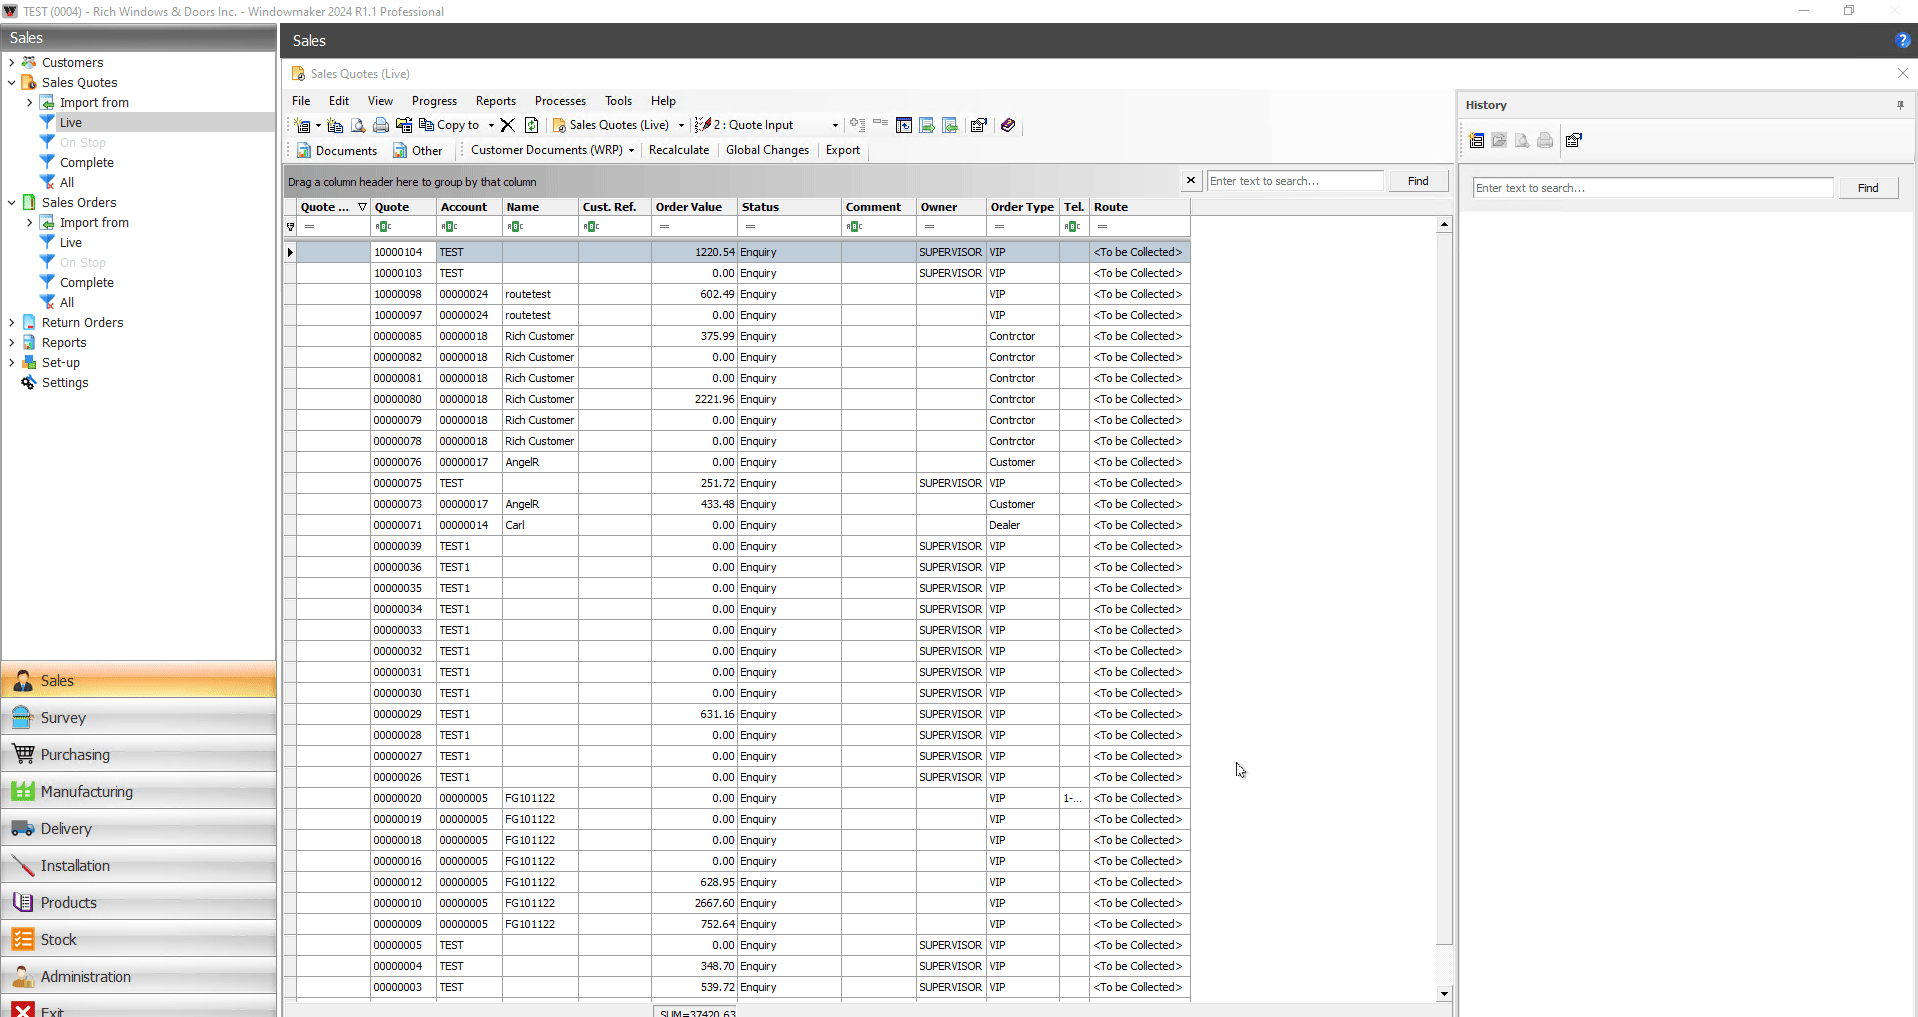 TEST (0004) - Rich Windows & Doors Inc. - Windowmaker 2024 R1.1 Professional
Sales
Customers
Sales Quotes
Import from
Live
On Stop
Complete
All
Sales Orders
Import from
Live
On Stop
Complete
All
Return Orders
Reports
Set-up
Settings
Sales
Survey
Purchasing
Manufacturing
Delivery
Installation
Products
Stock
Administration
Exit
Sales
Sales Quotes (Live)
File Edit View Progress Reports Processes Tools Help
Copy to Sales Quotes (Live) 2 : Quote Input
Documents Other Customer Documents (WRP) Recalculate Global Changes Export
Drag a column header here to group by that column Enter text to search... Find
Quote ... Quote Account Name Cust. Ref. Order Value Status Comment Owner Order Type Tel. Route
10000104 TEST 1220.54 Enquiry SUPERVISOR VIP <To be Collected>
10000103 TEST 0.00 Enquiry SUPERVISOR VIP <To be Collected>
10000098 00000024 routetest 602.49 Enquiry VIP <To be Collected>
10000097 00000024 routetest 0.00 Enquiry VIP <To be Collected>
00000085 00000018 Rich Customer 375.99 Enquiry Contrctor <To be Collected>
00000082 00000018 Rich Customer 0.00 Enquiry Contrctor <To be Collected>
00000081 00000018 Rich Customer 0.00 Enquiry Contrctor <To be Collected>
00000080 00000018 Rich Customer 2221.96 Enquiry Contrctor <To be Collected>
00000079 00000018 Rich Customer 0.00 Enquiry Contrctor <To be Collected>
00000078 00000018 Rich Customer 0.00 Enquiry Contrctor <To be Collected>
00000076 00000017 AngelR 0.00 Enquiry Customer <To be Collected>
00000075 TEST 251.72 Enquiry SUPERVISOR VIP <To be Collected>
00000073 00000017 AngelR 433.48 Enquiry Customer <To be Collected>
00000071 00000014 Carl 0.00 Enquiry Dealer <To be Collected>
00000039 TEST1 0.00 Enquiry SUPERVISOR VIP <To be Collected>
00000036 TEST1 0.00 Enquiry SUPERVISOR VIP <To be Collected>
00000035 TEST1 0.00 Enquiry SUPERVISOR VIP <To be Collected>
00000034 TEST1 0.00 Enquiry SUPERVISOR VIP <To be Collected>
00000033 TEST1 0.00 Enquiry SUPERVISOR VIP <To be Collected>
00000032 TEST1 0.00 Enquiry SUPERVISOR VIP <To be Collected>
00000031 TEST1 0.00 Enquiry SUPERVISOR VIP <To be Collected>
00000030 TEST1 0.00 Enquiry SUPERVISOR VIP <To be Collected>
00000029 TEST1 631.16 Enquiry SUPERVISOR VIP <To be Collected>
00000028 TEST1 0.00 Enquiry SUPERVISOR VIP <To be Collected>
00000027 TEST1 0.00 Enquiry SUPERVISOR VIP <To be Collected>
00000026 TEST1 0.00 Enquiry SUPERVISOR VIP <To be Collected>
00000020 00000005 FG101122 0.00 Enquiry VIP 1-... <To be Collected>
00000019 00000005 FG101122 0.00 Enquiry VIP <To be Collected>
00000018 00000005 FG101122 0.00 Enquiry VIP <To be Collected>
00000016 00000005 FG101122 0.00 Enquiry VIP <To be Collected>
00000012 00000005 FG101122 628.95 Enquiry VIP <To be Collected>
00000010 00000005 FG101122 2667.60 Enquiry VIP <To be Collected>
00000009 00000005 FG101122 752.64 Enquiry VIP <To be Collected>
00000005 TEST 0.00 Enquiry SUPERVISOR VIP <To be Collected>
00000004 TEST 348.70 Enquiry SUPERVISOR VIP <To be Collected>
00000003 TEST 539.72 Enquiry SUPERVISOR VIP <To be Collected>
SUM=37420.63
History
Enter text to search... Find